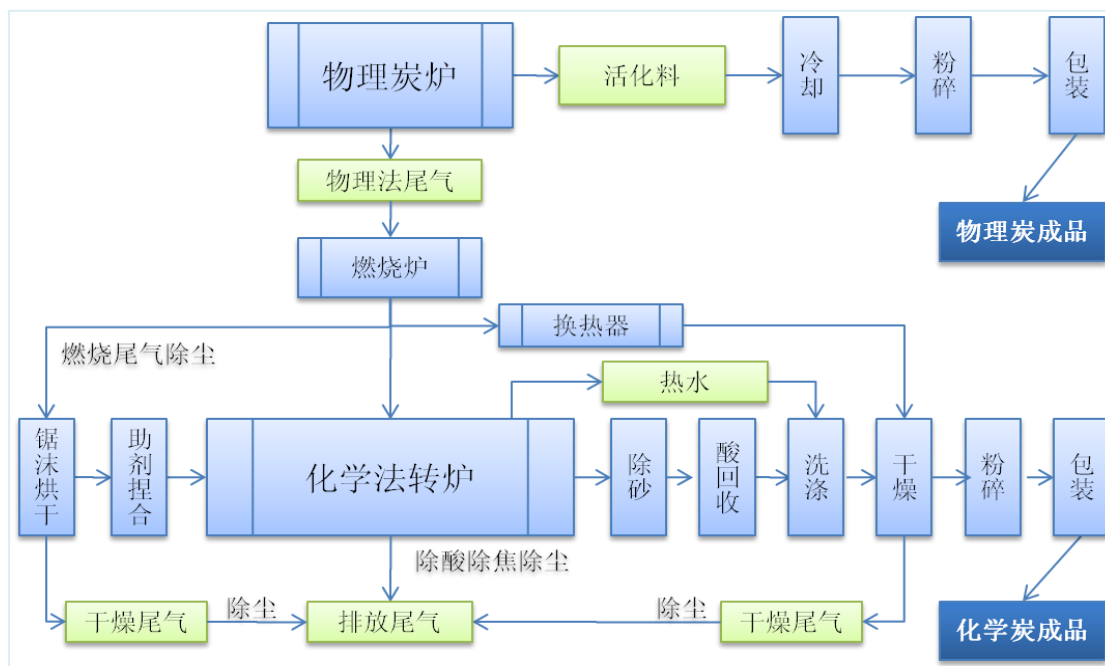 物理炭炉
活化料
冷却
粉碎
包装
物理法尾气
物理炭成品
燃烧炉
换热器
燃烧尾气除尘
热水
锯沫烘干
助剂捏合
化学法转炉
除砂
酸回收
洗涤
干燥
粉碎
包装
除酸除焦除尘
干燥尾气
除尘
排放尾气
除尘
干燥尾气
化学炭成品